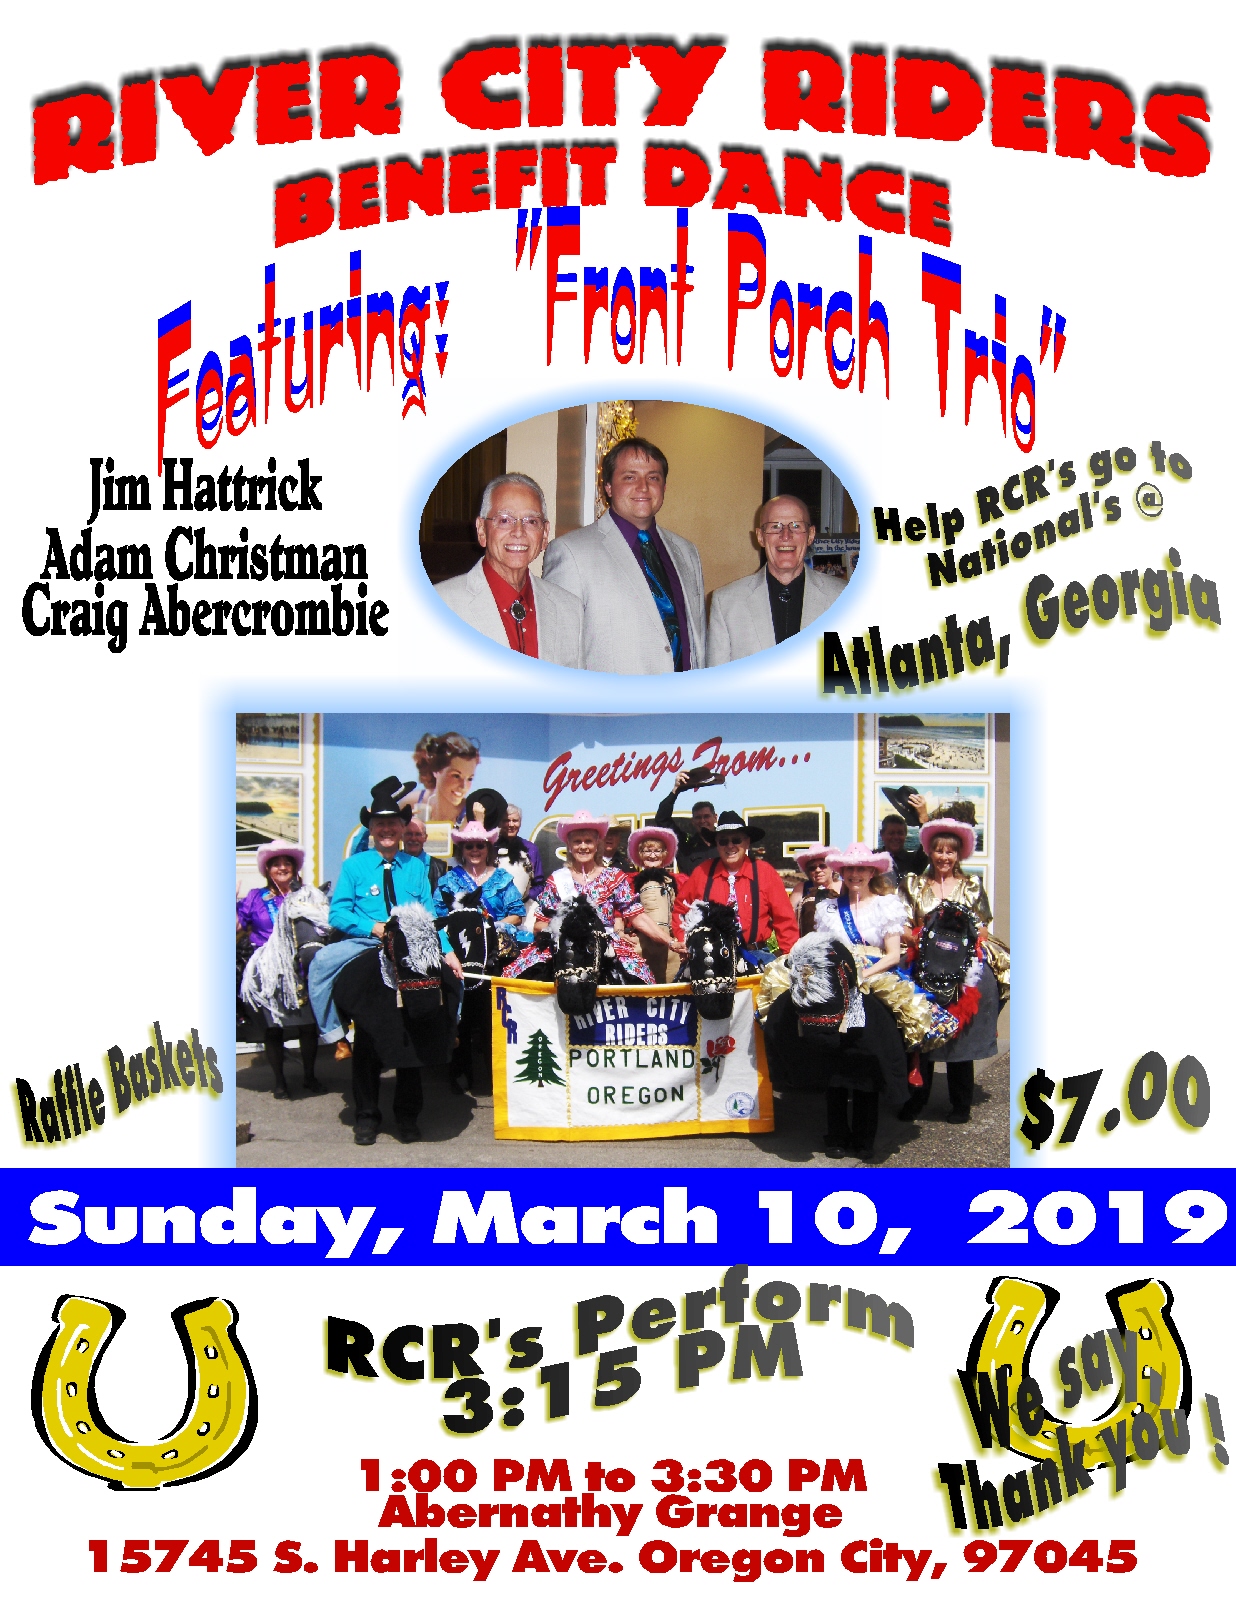 RIVER CITY RIDERS
BENEFIT DANCE
Featuring: "Front Porch Trio"
Jim Hattrick
Adam Christman
Craig Abercrombie
Help RCR's go to
National's @
Atlanta, Georgia
Greetings From...
RCR
OREGON
RIVER CITY
RIDERS
PORTLAND
OREGON
Raffle Baskets
$7.00
Sunday, March 10, 2019
RCR's Perform
3:15 PM
We say,
Thank you !
1:00 PM to 3:30 PM
Abernathy Grange
15745 S. Harley Ave. Oregon City, 97045